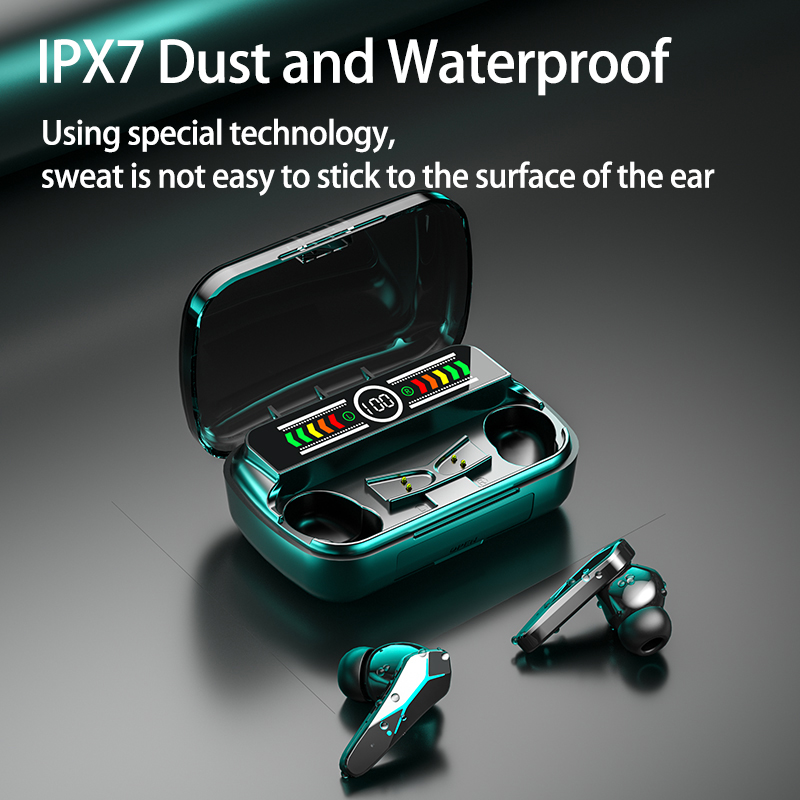 IPX7 Dust and Waterproof
Using special technology,
sweat is not easy to stick to the surface of the ear
L
100
R